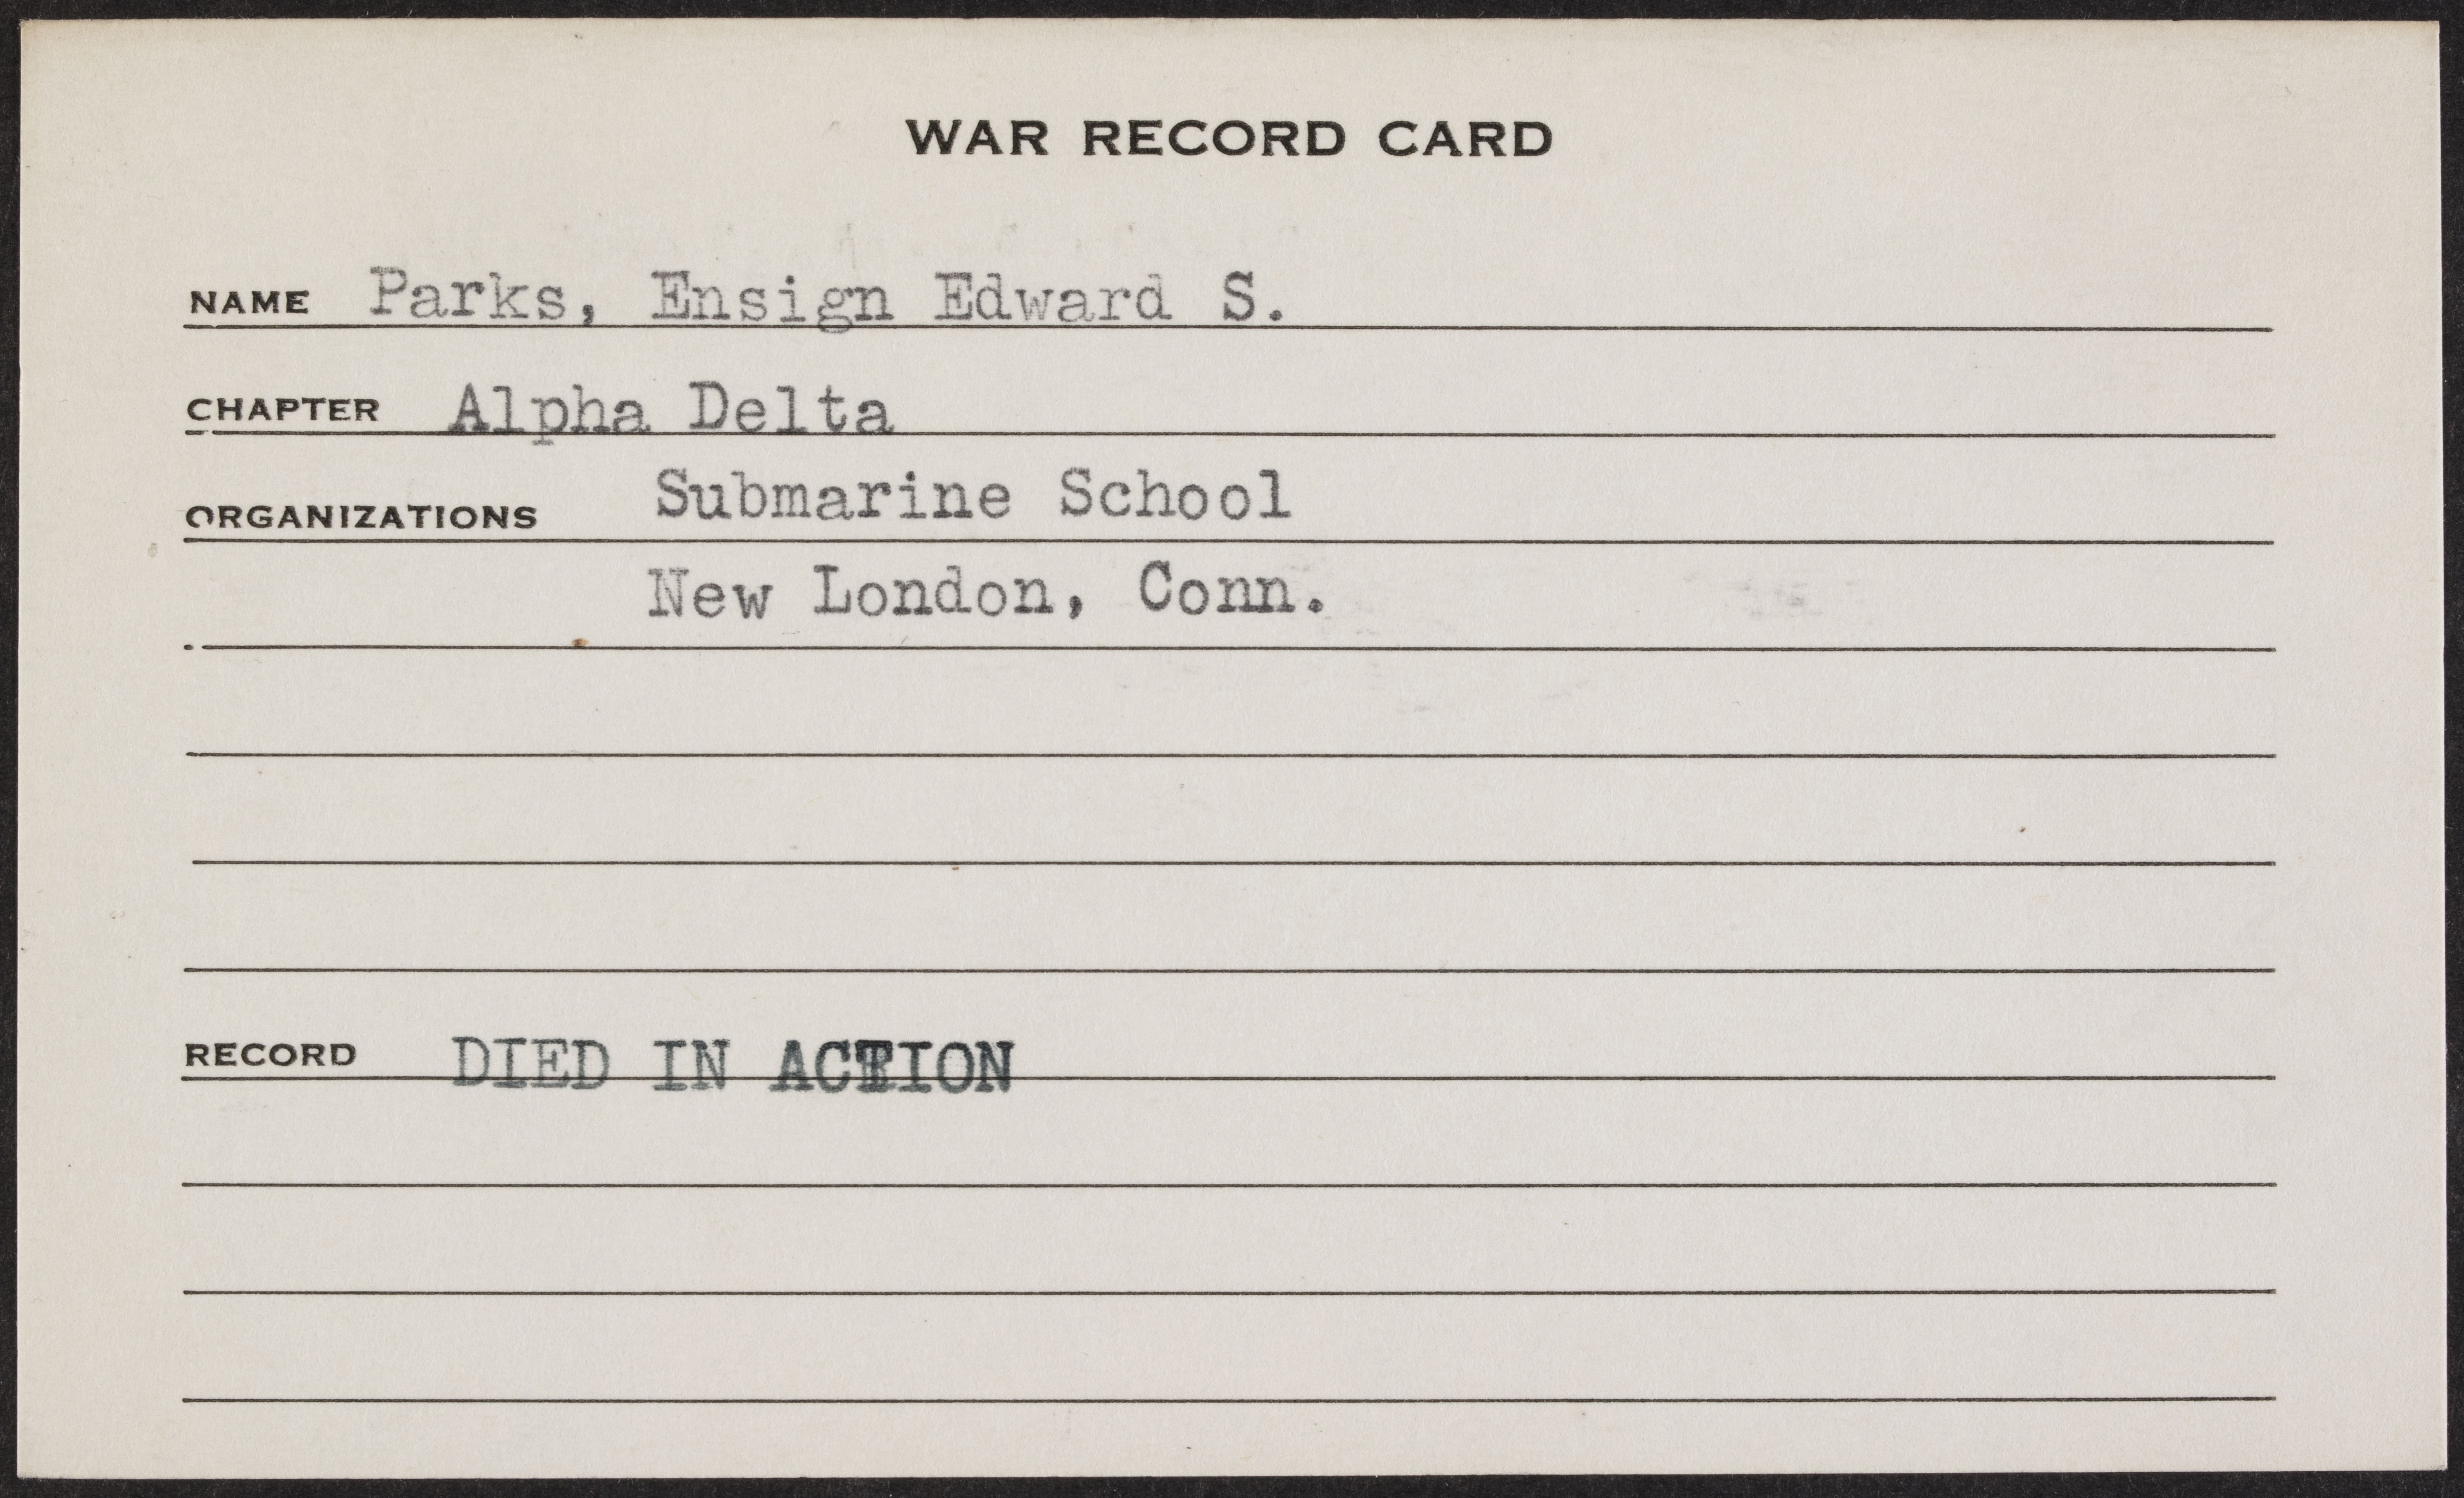 WAR RECORD CARD
NAME Parks, Ensign Edward S.
CHAPTER Alpha Delta
ORGANIZATIONS Submarine School
New London, Conn.
RECORD DIED IN ACTION